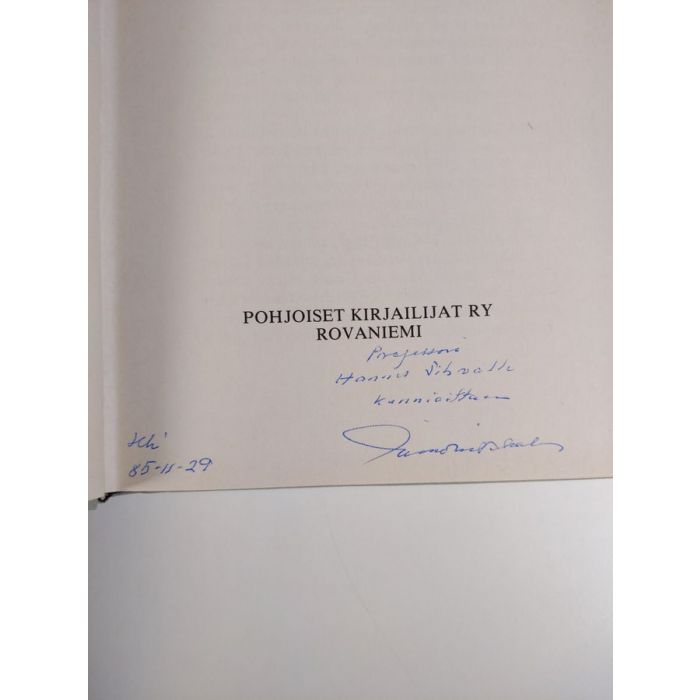 POHJOISET KIRJAILIJAT RY
ROVANIEMI
Professori
Hannes Sihvolle
kunnioittaen
Hki
85-11-29